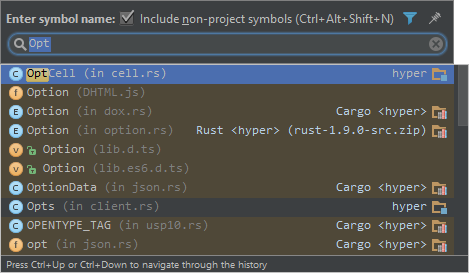 Enter symbol name: Include non-project symbols (Ctrl+Alt+Shift+N)
Opt
C OptCell (in cell.rs) hyper
f Option (DHTML.js)
C Option (in dox.rs) Cargo <hyper>
C Option (in option.rs) Rust <hyper> (rust-1.9.0-src.zip)
v Option (lib.d.ts)
v Option (lib.es6.d.ts)
C OptionData (in json.rs) Cargo <hyper>
C Opts (in client.rs) hyper
C OPENTYPE_TAG (in usp10.rs) Cargo <hyper>
f opt (in json.rs) Cargo <hyper>
Press Ctrl+Up or Ctrl+Down to navigate through the history